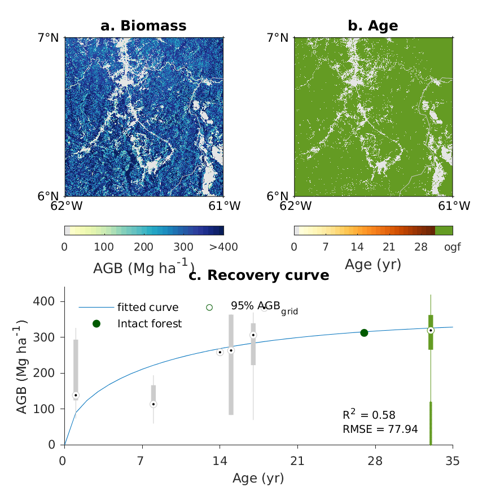 a. Biomass
b. Age
7°N
6°N
62°W
61°W
7°N
6°N
62°W
61°W
0 100 200 300 >400
AGB (Mg ha⁻¹)
0 7 14 21 28 ogf
Age (yr)
c. Recovery curve
fitted curve
95% AGB_grid
Intact forest
400
300
200
100
0
AGB (Mg ha⁻¹)
R² = 0.58
RMSE = 77.94
0 7 14 21 28 35
Age (yr)